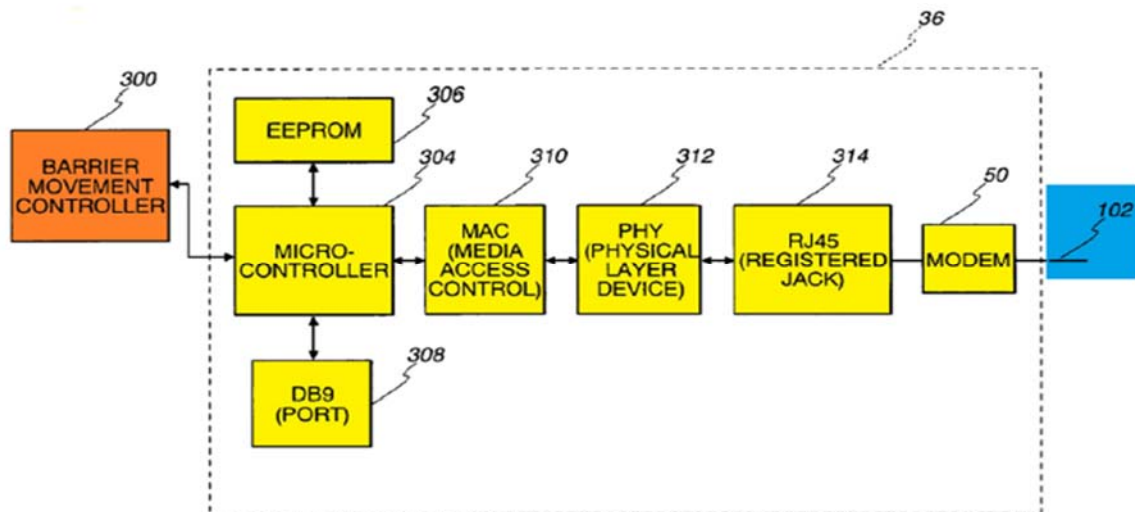 36
300
306
EEPROM
BARRIER
MOVEMENT
CONTROLLER
304
310
312
314
50
102
MICRO-
CONTROLLER
MAC
(MEDIA
ACCESS
CONTROL)
PHY
(PHYSICAL
LAYER
DEVICE)
RJ45
(REGISTERED
JACK)
MODEM
308
DB9
(PORT)